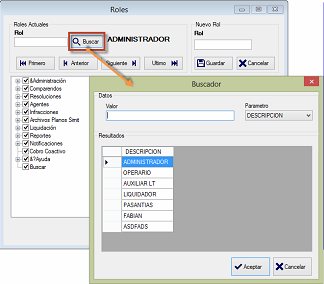 Roles
Roles Actuales
Nuevo Rol
Rol
Rol
Buscar
ADMINISTRADOR
Primero
Anterior
Siguiente
Ultimo
Guardar
Cancelar
&Administración
Comparendos
Resoluciones
Agentes
Infracciones
Archivos Planos Simit
Liquidación
Reportes
Notificaciones
Cobro Coactivo
&?Ayuda
Buscar
Buscador
Datos
Valor
Parametro
DESCRIPCION
Resultados
DESCRIPCION
ADMINISTRADOR
OPERARIO
AUXILIAR LT
LIQUIDADOR
PASANTIAS
FABIAN
ASDFADS
Aceptar
Cancelar